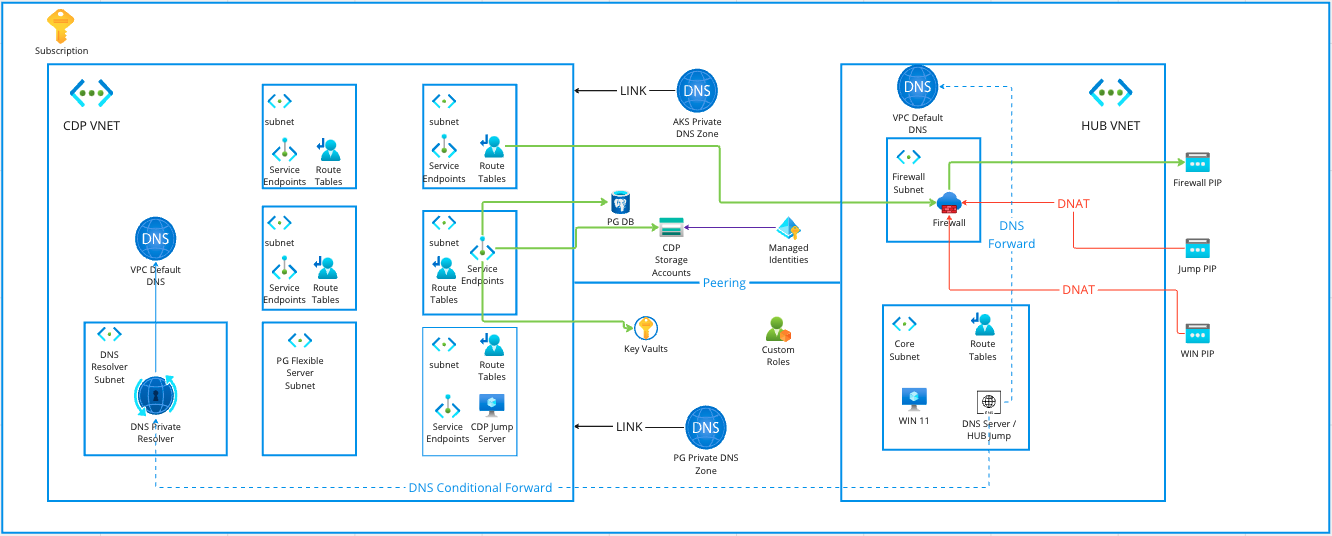 Subscription
CDP VNET
subnet
Service
Endpoints
Route
Tables
subnet
Service
Endpoints
Route
Tables
LINK
DNS
AKS Private
DNS Zone
DNS
VPC Default
DNS
HUB VNET
Firewall
Subnet
Firewall
Firewall PIP
DNAT
DNS
Forward
Jump PIP
DNAT
WIN PIP
DNS
VPC Default
DNS
subnet
Service
Endpoints
Route
Tables
subnet
Route
Tables
Service
Endpoints
PG DB
CDP
Storage
Accounts
Managed
Identities
Peering
Key Vaults
Custom
Roles
DNS
Resolver
Subnet
DNS Private
Resolver
PG Flexible
Server
Subnet
subnet
Route
Tables
Service
Endpoints
CDP Jump
Server
LINK
DNS
PG Private DNS
Zone
Core
Subnet
Route
Tables
WIN 11
DNS Server /
HUB Jump
DNS Conditional Forward